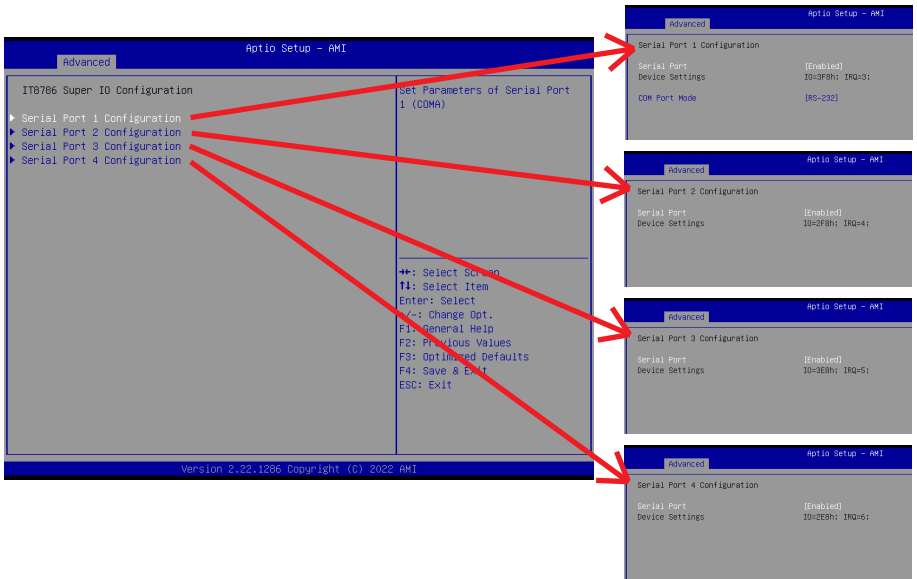 Aptio Setup - AMI
Advanced
IT8786 Super IO Configuration
Serial Port 1 Configuration
Serial Port 2 Configuration
Serial Port 3 Configuration
Serial Port 4 Configuration
Set Parameters of Serial Port
1 (COMA)
→←: Select Screen
↑↓: Select Item
Enter: Select
+/-: Change Opt.
F1: General Help
F2: Previous Values
F3: Optimized Defaults
F4: Save & Exit
ESC: Exit
Version 2.22.1286 Copyright (C) 2022 AMI
Aptio Setup - AMI
Advanced
Serial Port 1 Configuration
Serial Port [Enabled]
Device Settings IO=3F8h; IRQ=3;
COM Port Mode [RS-232]
Aptio Setup - AMI
Advanced
Serial Port 2 Configuration
Serial Port [Enabled]
Device Settings IO=2F8h; IRQ=4;
Aptio Setup - AMI
Advanced
Serial Port 3 Configuration
Serial Port [Enabled]
Device Settings IO=3E8h; IRQ=5;
Aptio Setup - AMI
Advanced
Serial Port 4 Configuration
Serial Port [Enabled]
Device Settings IO=2E8h; IRQ=6;